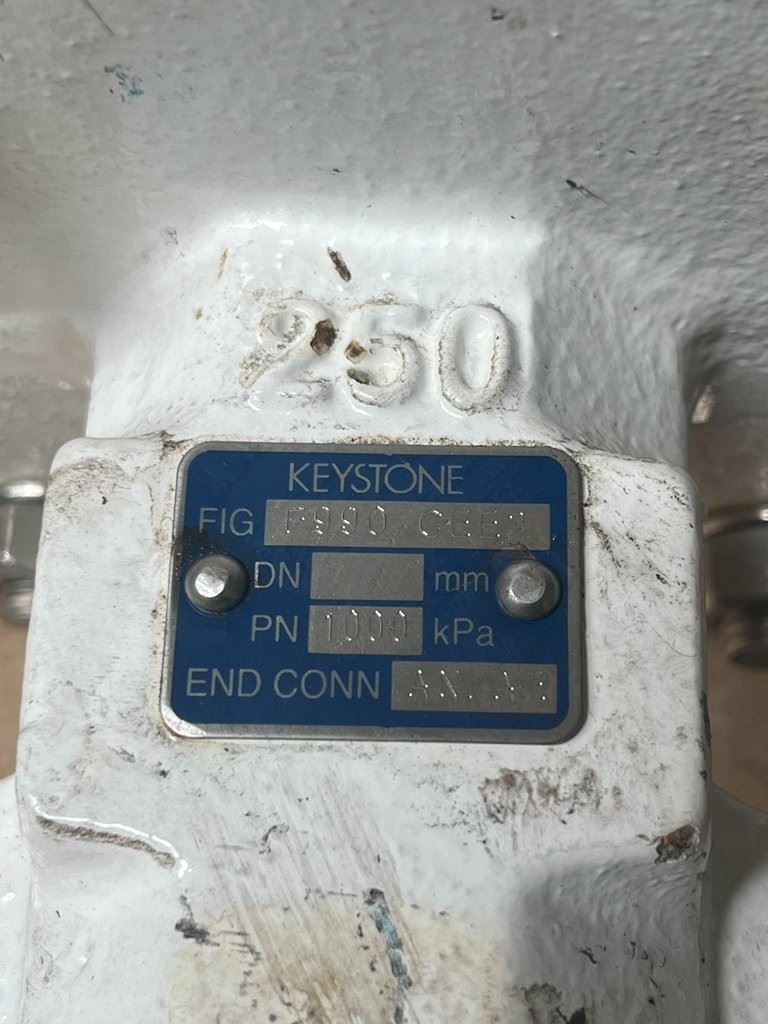 250
KEYSTONE
FIG F990
DN mm
PN 1000 kPa
END CONN